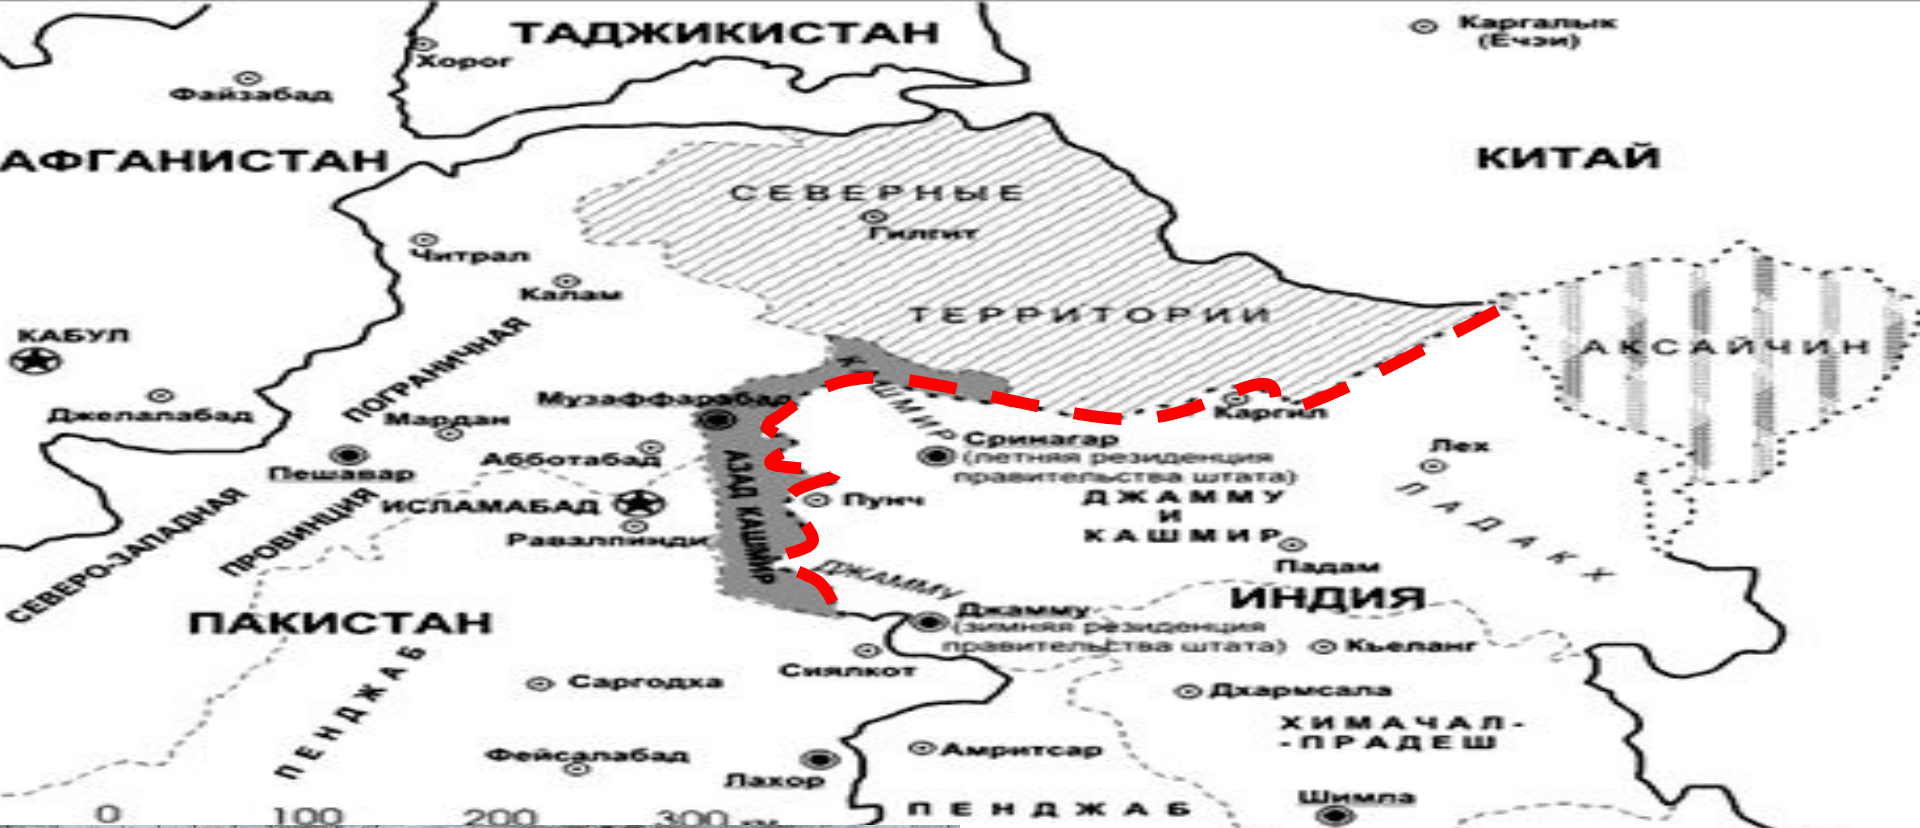 ТАДЖИКИСТАН
Каргалык
(Ечэи)
Хорог
Файзабад
АФГАНИСТАН
КИТАЙ
СЕВЕРНЫЕ
Гилгит
Читрал
Калам
ТЕРРИТОРИИ
КАБУЛ
АКСАЙЧИН
ПОГРАНИЧНАЯ
Джелалабад
Мардан
Музаффарабад
КАШМИР
Каргил
Сринагар
(летняя резиденция
правительства штата)
Лех
Пешавар
Абботабад
АЗАД КАШМИР
ИСЛАМАБАД
Пунч
ДЖАММУ
И
КАШМИР
ЛАДАКХ
СЕВЕРО-ЗАПАДНАЯ
ПРОВИНЦИЯ
Равалпинди
Падам
ДЖАММУ
ИНДИЯ
ПАКИСТАН
Джамму
(зимняя резиденция
правительства штата)
Кьеланг
Сиялкот
ПЕНДЖАБ
Саргодха
Дхармсала
ХИМАЧАЛ-
-ПРАДЕШ
Фейсалабад
Амритсар
Лахор
Шимла
ПЕНДЖАБ
0 100 200 300 км